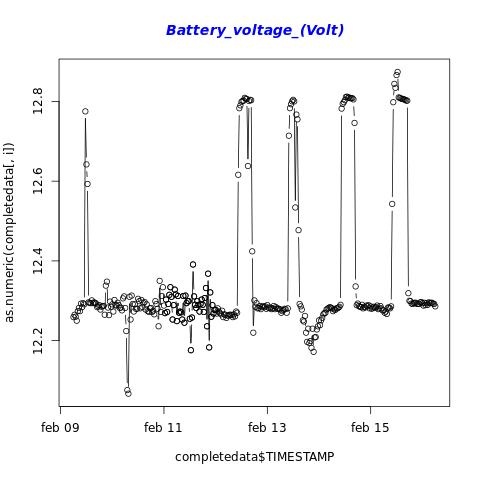 Battery_voltage_(Volt)
as.numeric(completedata[, i])
12.8
12.6
12.4
12.2
feb 09
feb 11
feb 13
feb 15
completedata$TIMESTAMP